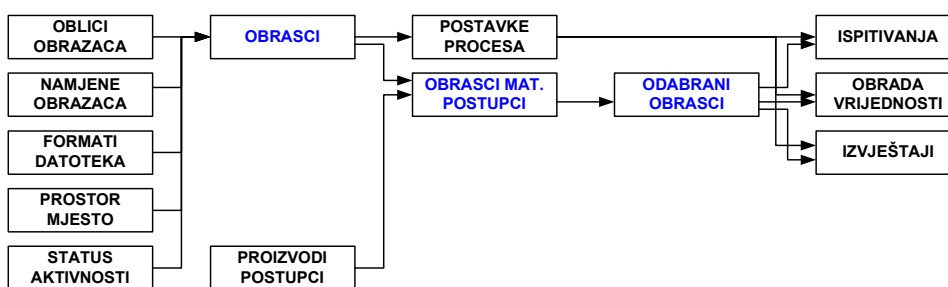 OBLICI
OBRAZACA
NAMJENE
OBRAZACA
FORMATI
DATOTEKA
PROSTOR
MJESTO
STATUS
AKTIVNOSTI
OBRASCI
PROIZVODI
POSTUPCI
POSTAVKE
PROCESA
OBRASCI MAT.
POSTUPCI
ODABRANI
OBRASCI
ISPITIVANJA
OBRADA
VRIJEDNOSTI
IZVJEŠTAJI